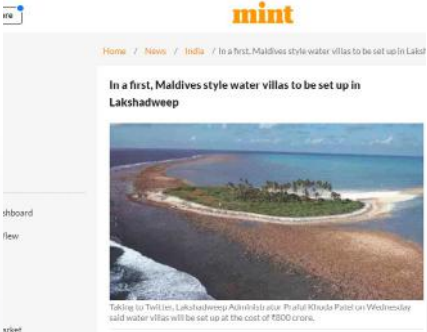 are
mint
Home / News / India / In a first, Maldives style water villas to be set up in Laksh
In a first, Maldives style water villas to be set up in
Lakshadweep
shboard
Taking to Twitter, Lakshadweep Administrator Praful Khoda Patel on Wednesday
said water villas will be set up at the cost of ₹800 crore.
arket